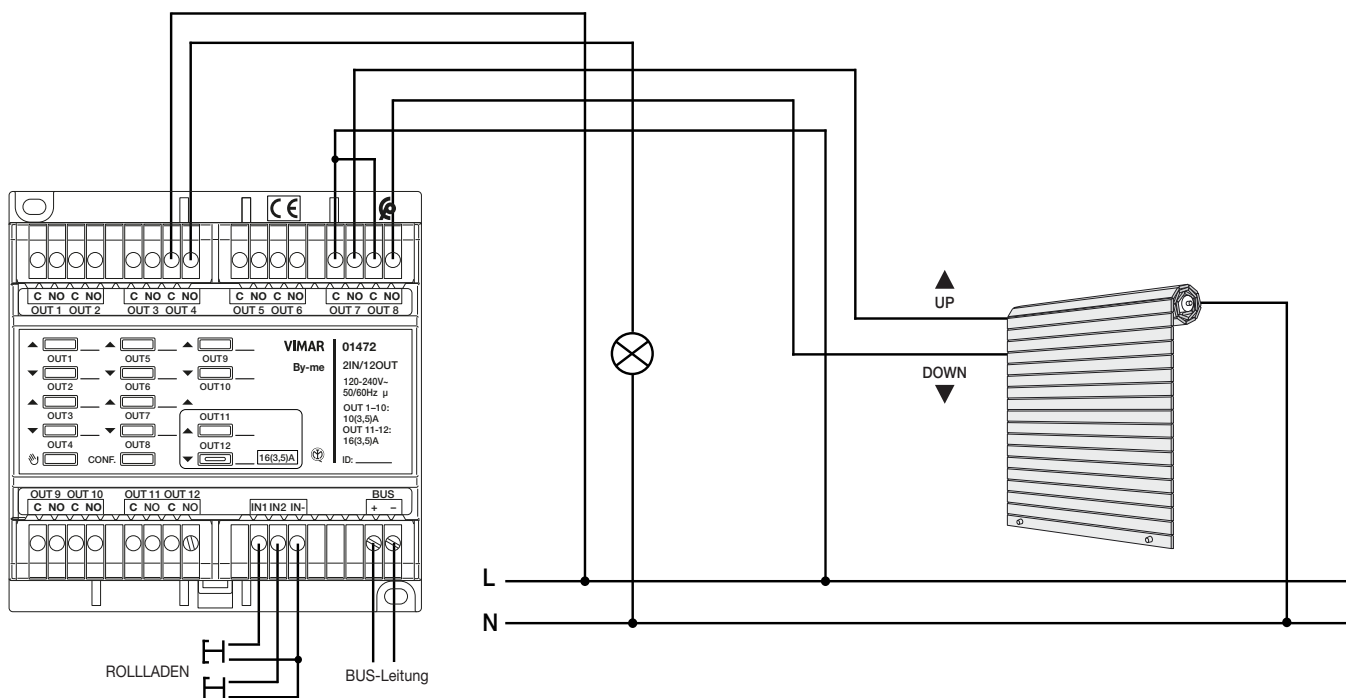 CE
C NO C NO C NO C NO C NO C NO C NO C NO
OUT 1 OUT 2 OUT 3 OUT 4 OUT 5 OUT 6 OUT 7 OUT 8
OUT1
OUT5
OUT9
OUT2
OUT6
OUT10
OUT3
OUT7
OUT11
OUT4
OUT8
OUT12
CONF.
16(3,5)A
VIMAR
By-me
01472
2IN/12OUT
120-240V~
50/60Hz µ
OUT 1–10:
10(3,5)A
OUT 11-12:
16(3,5)A
ID: ______
OUT 9 OUT 10 OUT 11 OUT 12 BUS
C NO C NO C NO C NO IN1 IN2 IN- + −
ROLLLADEN
BUS-Leitung
UP
DOWN
L
N